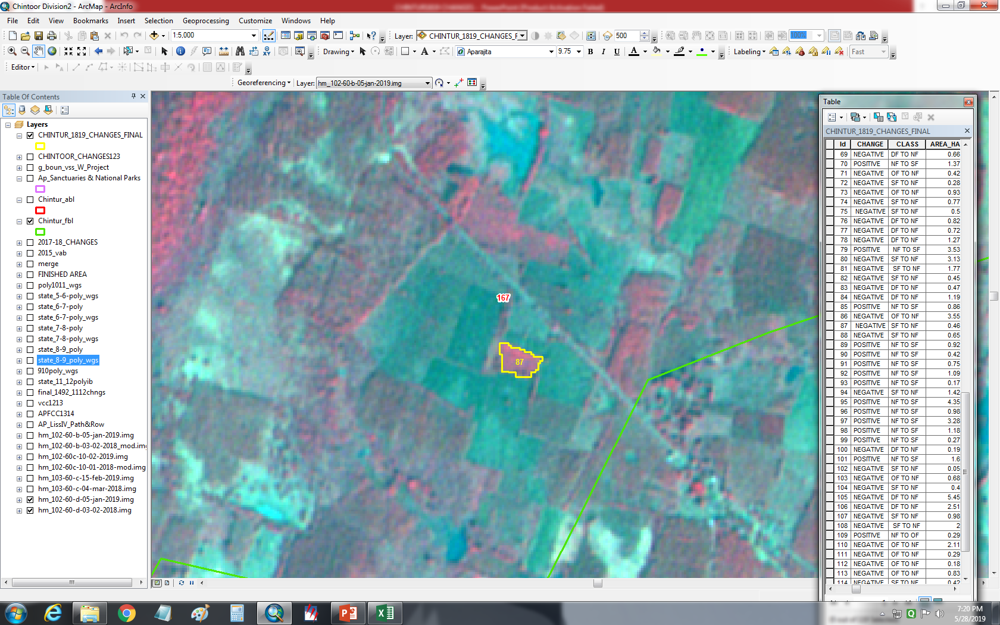 Chintoor Division2 - ArcMap - ArcInfo
File Edit View Bookmarks Insert Selection Geoprocessing Customize Windows Help
1:5,000
Layer: CHINTUR_1819_CHANGES_F
500
100%
Drawing
Aparajita
9.75
B I U A
Labeling
Fast
Editor
Georeferencing
Layer: hm_102-60-b-05-jan-2019.img
Table Of Contents
Layers
CHINTUR_1819_CHANGES_FINAL
CHINTOOR_CHANGES123
g_boun_vss_W_Project
Ap_Sanctuaries & National Parks
Chintur_abl
Chintur_fbl
2017-18_CHANGES
2015_vab
merge
FINISHED AREA
poly1011_wgs
state_5-6-poly_wgs
state_6-7-poly
state_6-7-poly_wgs
state_7-8-poly
state_7-8-poly_wgs
state_8-9_poly
state_8-9_poly_wgs
910poly_wgs
state_11_12polyib
final_1492_1112chngs
vcc1213
APFCC1314
AP_LissIV_Path&Row
hm_102-60-b-05-jan-2019.img
hm_102-60-b-03-02-2018_mod.img
hm_102-60c-10-02-2019.img
hm_102-60c-10-01-2018-mod.img
hm_103-60-c-15-feb-2019.img
hm_103-60-c-04-mar-2018.img
hm_102-60-d-05-jan-2019.img
hm_102-60-d-03-02-2018.img
167
87
Table
CHINTUR_1819_CHANGES_FINAL
Id CHANGE CLASS AREA_HA
69 NEGATIVE DF TO NF 0.66
70 POSITIVE NF TO SF 1.37
71 NEGATIVE OF TO NF 0.42
72 NEGATIVE SF TO NF 0.28
73 NEGATIVE OF TO NF 0.93
74 NEGATIVE SF TO NF 0.77
75 NEGATIVE SF TO NF 0.5
76 NEGATIVE DF TO NF 0.82
77 NEGATIVE DF TO NF 0.72
78 NEGATIVE DF TO NF 1.27
79 POSITIVE NF TO SF 3.53
80 NEGATIVE SF TO NF 3.13
81 NEGATIVE SF TO NF 1.77
82 NEGATIVE SF TO NF 0.45
83 NEGATIVE DF TO NF 0.47
84 NEGATIVE DF TO NF 1.19
85 POSITIVE NF TO SF 0.86
86 NEGATIVE OF TO NF 3.55
87 NEGATIVE SF TO NF 0.46
88 NEGATIVE SF TO NF 0.65
89 POSITIVE NF TO SF 0.92
90 POSITIVE NF TO SF 0.42
91 POSITIVE NF TO SF 0.75
92 POSITIVE NF TO SF 1.09
93 POSITIVE NF TO SF 0.17
94 NEGATIVE SF TO NF 1.42
95 POSITIVE NF TO SF 4.35
96 POSITIVE NF TO SF 0.98
97 POSITIVE NF TO SF 3.28
98 POSITIVE NF TO SF 1.18
99 POSITIVE NF TO SF 0.27
100 NEGATIVE DF TO NF 0.19
101 POSITIVE NF TO SF 1.6
102 NEGATIVE SF TO NF 0.05
103 NEGATIVE OF TO NF 0.68
104 NEGATIVE SF TO NF 0.4
105 NEGATIVE DF TO NF 5.45
106 NEGATIVE DF TO NF 2.51
107 NEGATIVE SF TO NF 0.98
108 NEGATIVE SF TO NF 2
109 POSITIVE NF TO OF 0.29
110 NEGATIVE OF TO NF 2.11
111 NEGATIVE OF TO NF 0.29
112 NEGATIVE OF TO NF 0.18
113 NEGATIVE OF TO NF 0.83
114 NEGATIVE SF TO NF 0.42
7:20 PM
5/28/2019